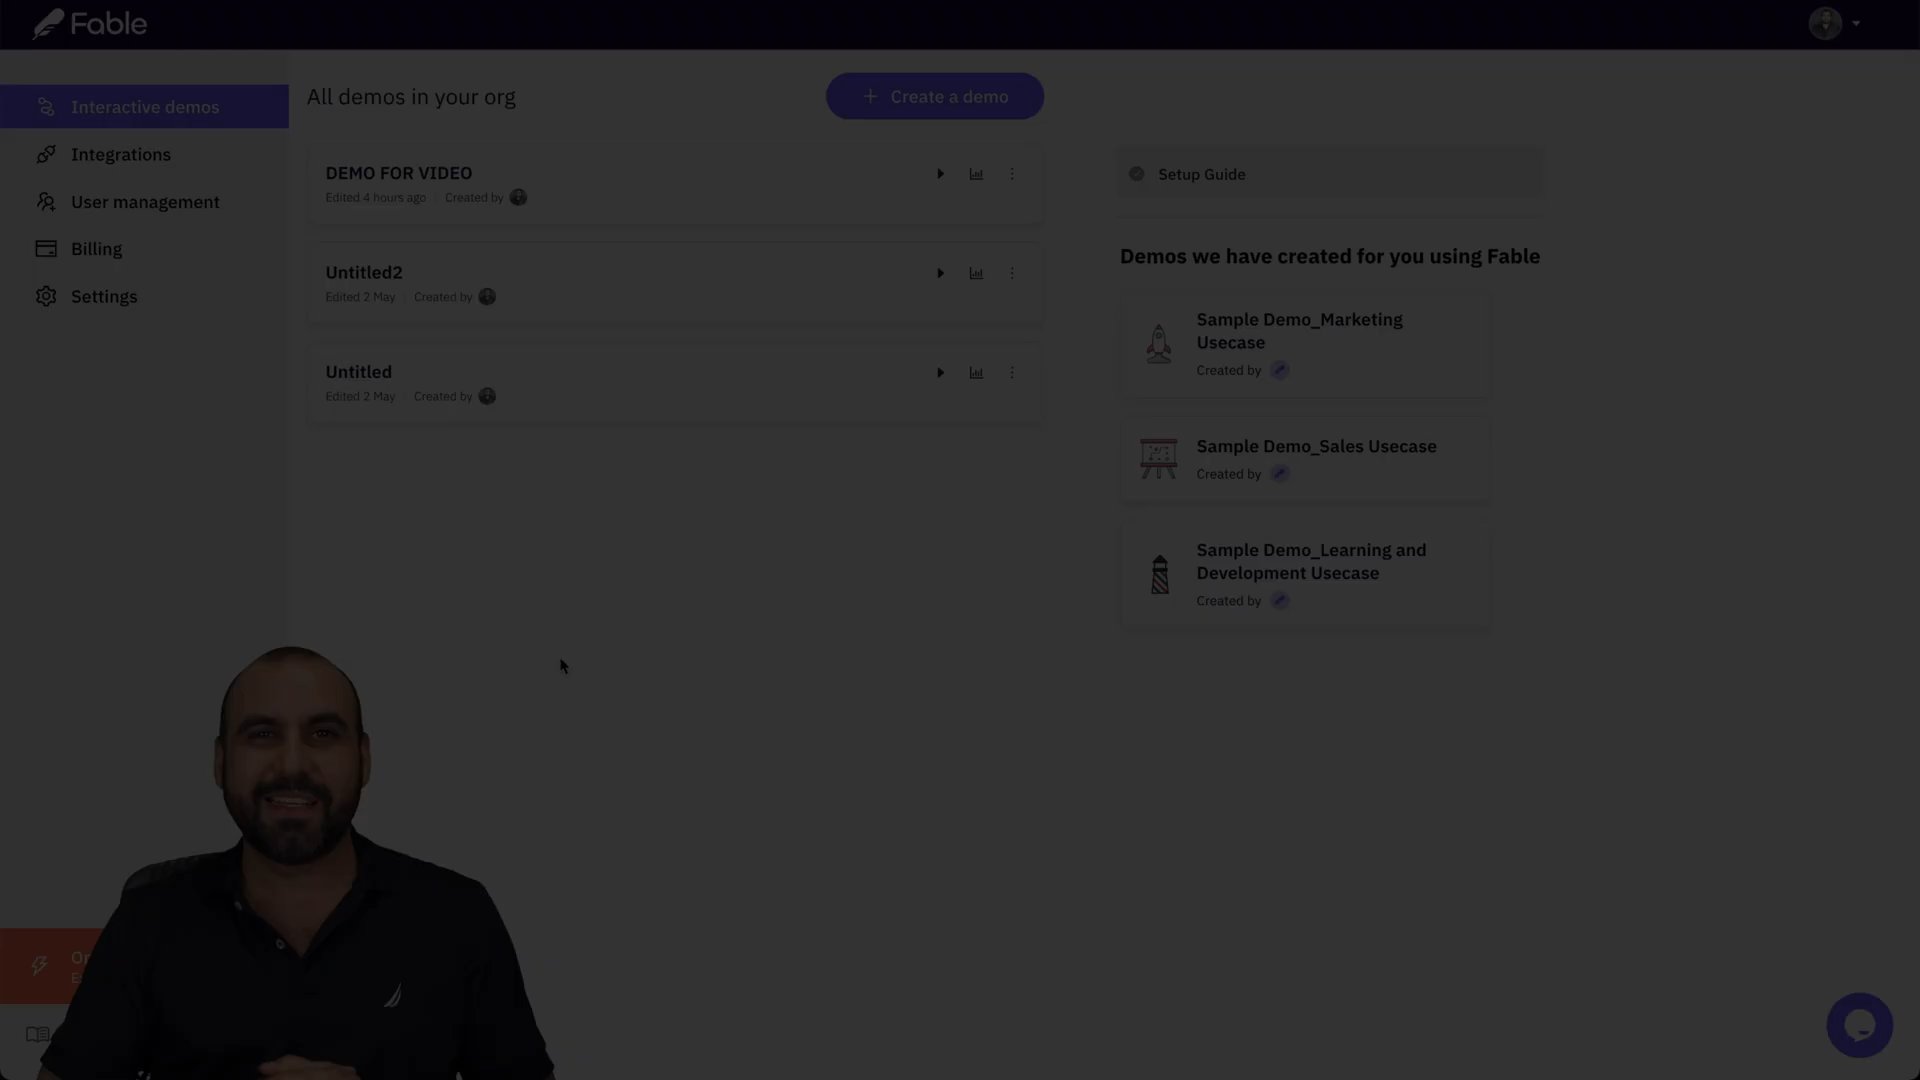 Fable
Interactive demos
Integrations
User management
Billing
Settings
All demos in your org
+ Create a demo
DEMO FOR VIDEO
Edited 4 hours ago
Created by
Untitled2
Edited 2 May
Created by
Untitled
Edited 2 May
Created by
Setup Guide
Demos we have created for you using Fable
Sample Demo_Marketing
Usecase
Created by
Sample Demo_Sales Usecase
Created by
Sample Demo_Learning and
Development Usecase
Created by